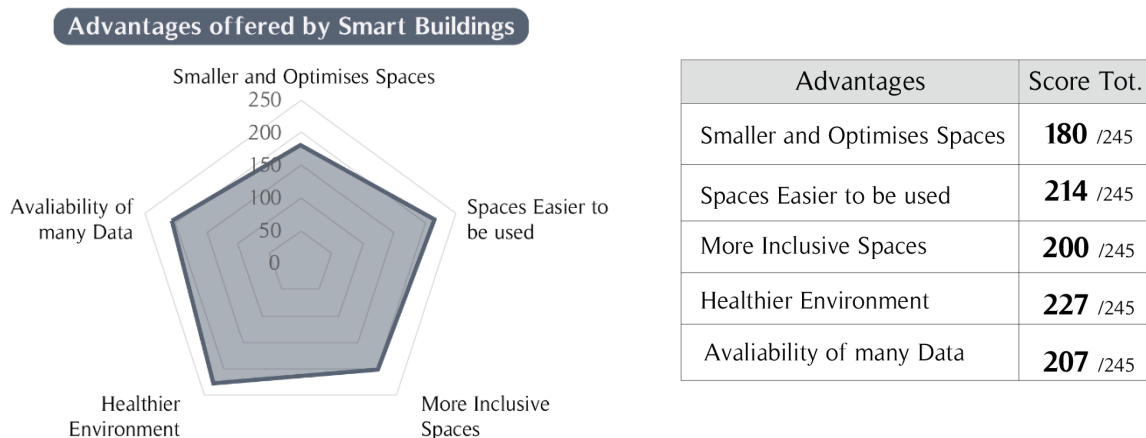 Advantages offered by Smart Buildings
Smaller and Optimises Spaces
250
200
150
100
50
0
Avaliability of
many Data
Spaces Easier to
be used
Healthier
Environment
More Inclusive
Spaces
Advantages Score Tot.
Smaller and Optimises Spaces 180 /245
Spaces Easier to be used 214 /245
More Inclusive Spaces 200 /245
Healthier Environment 227 /245
Avaliability of many Data 207 /245